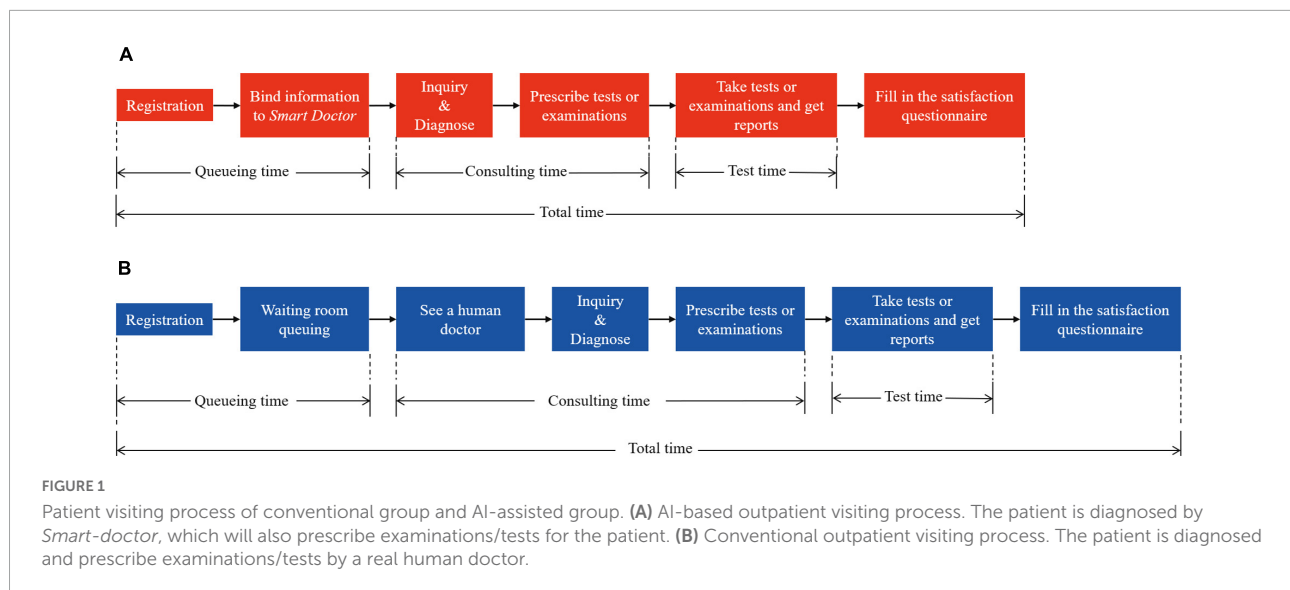 A
Registration
Bind information
to Smart Doctor
Inquiry
&
Diagnose
Prescribe tests or
examinations
Take tests or
examinations and get
reports
Fill in the satisfaction
questionnaire
Queueing time
Consulting time
Test time
Total time
B
Registration
Waiting room
queuing
See a human
doctor
Inquiry
&
Diagnose
Prescribe tests or
examinations
Take tests or
examinations and get
reports
Fill in the satisfaction
questionnaire
Queueing time
Consulting time
Test time
Total time
FIGURE 1
Patient visiting process of conventional group and AI-assisted group. (A) AI-based outpatient visiting process. The patient is diagnosed by
Smart-doctor, which will also prescribe examinations/tests for the patient. (B) Conventional outpatient visiting process. The patient is diagnosed
and prescribe examinations/tests by a real human doctor.